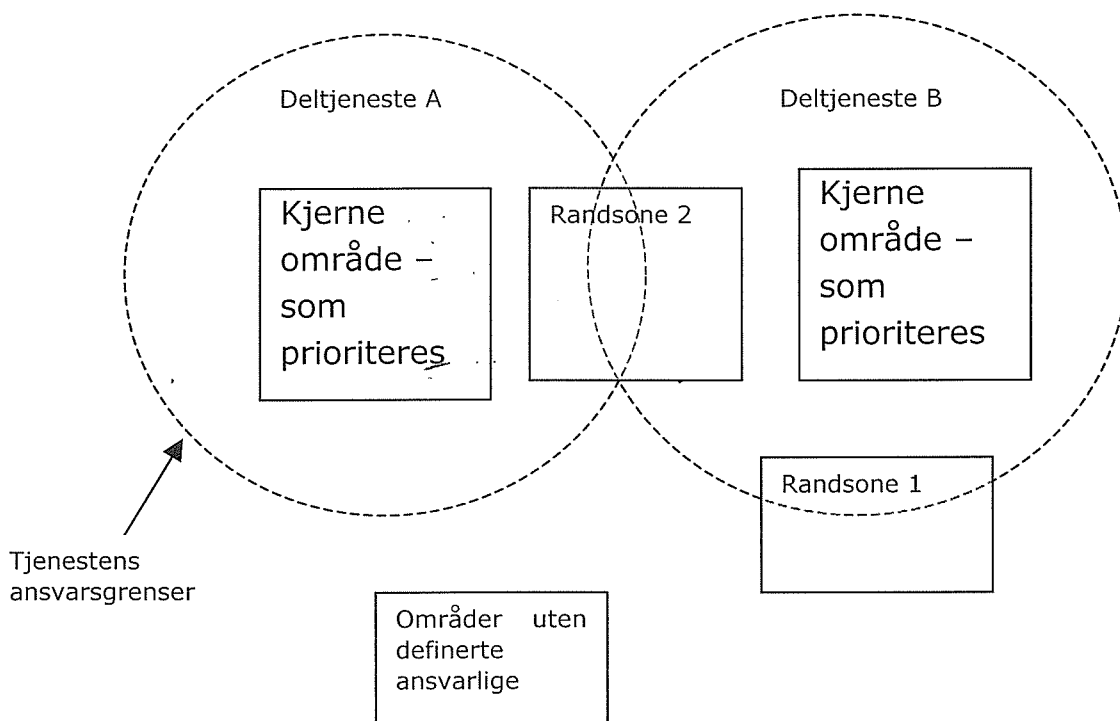 Deltjeneste A
Deltjeneste B
Kjerne
område –
som
prioriteres
Randsone 2
Kjerne
område –
som
prioriteres
Randsone 1
Tjenestens
ansvarsgrenser
Områder uten
definerte
ansvarlige